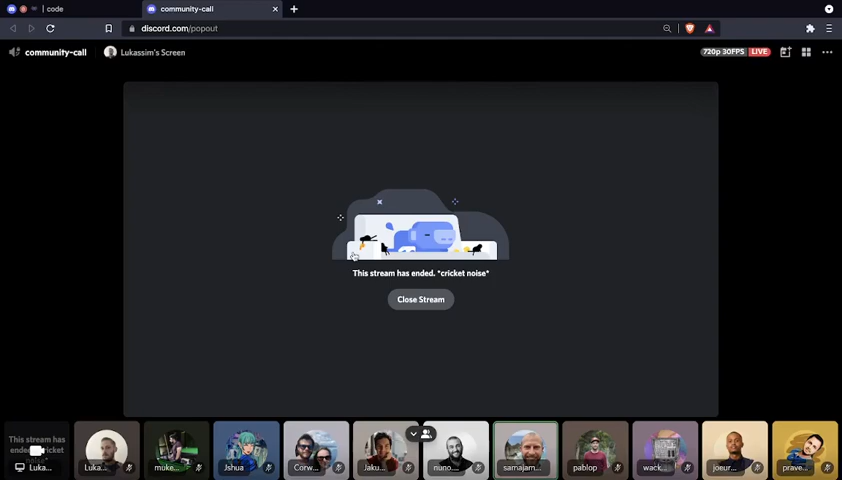 code
community-call
discord.com/popout
community-call
Lukassim's Screen
720p 30FPS
LIVE
This stream has ended. *cricket noise*
Close Stream
This stream has
Luka...
Luka...
muke...
Jshua
Corw...
Jaku...
nuno...
samajam...
pablop
wack...
joeur...
prave...